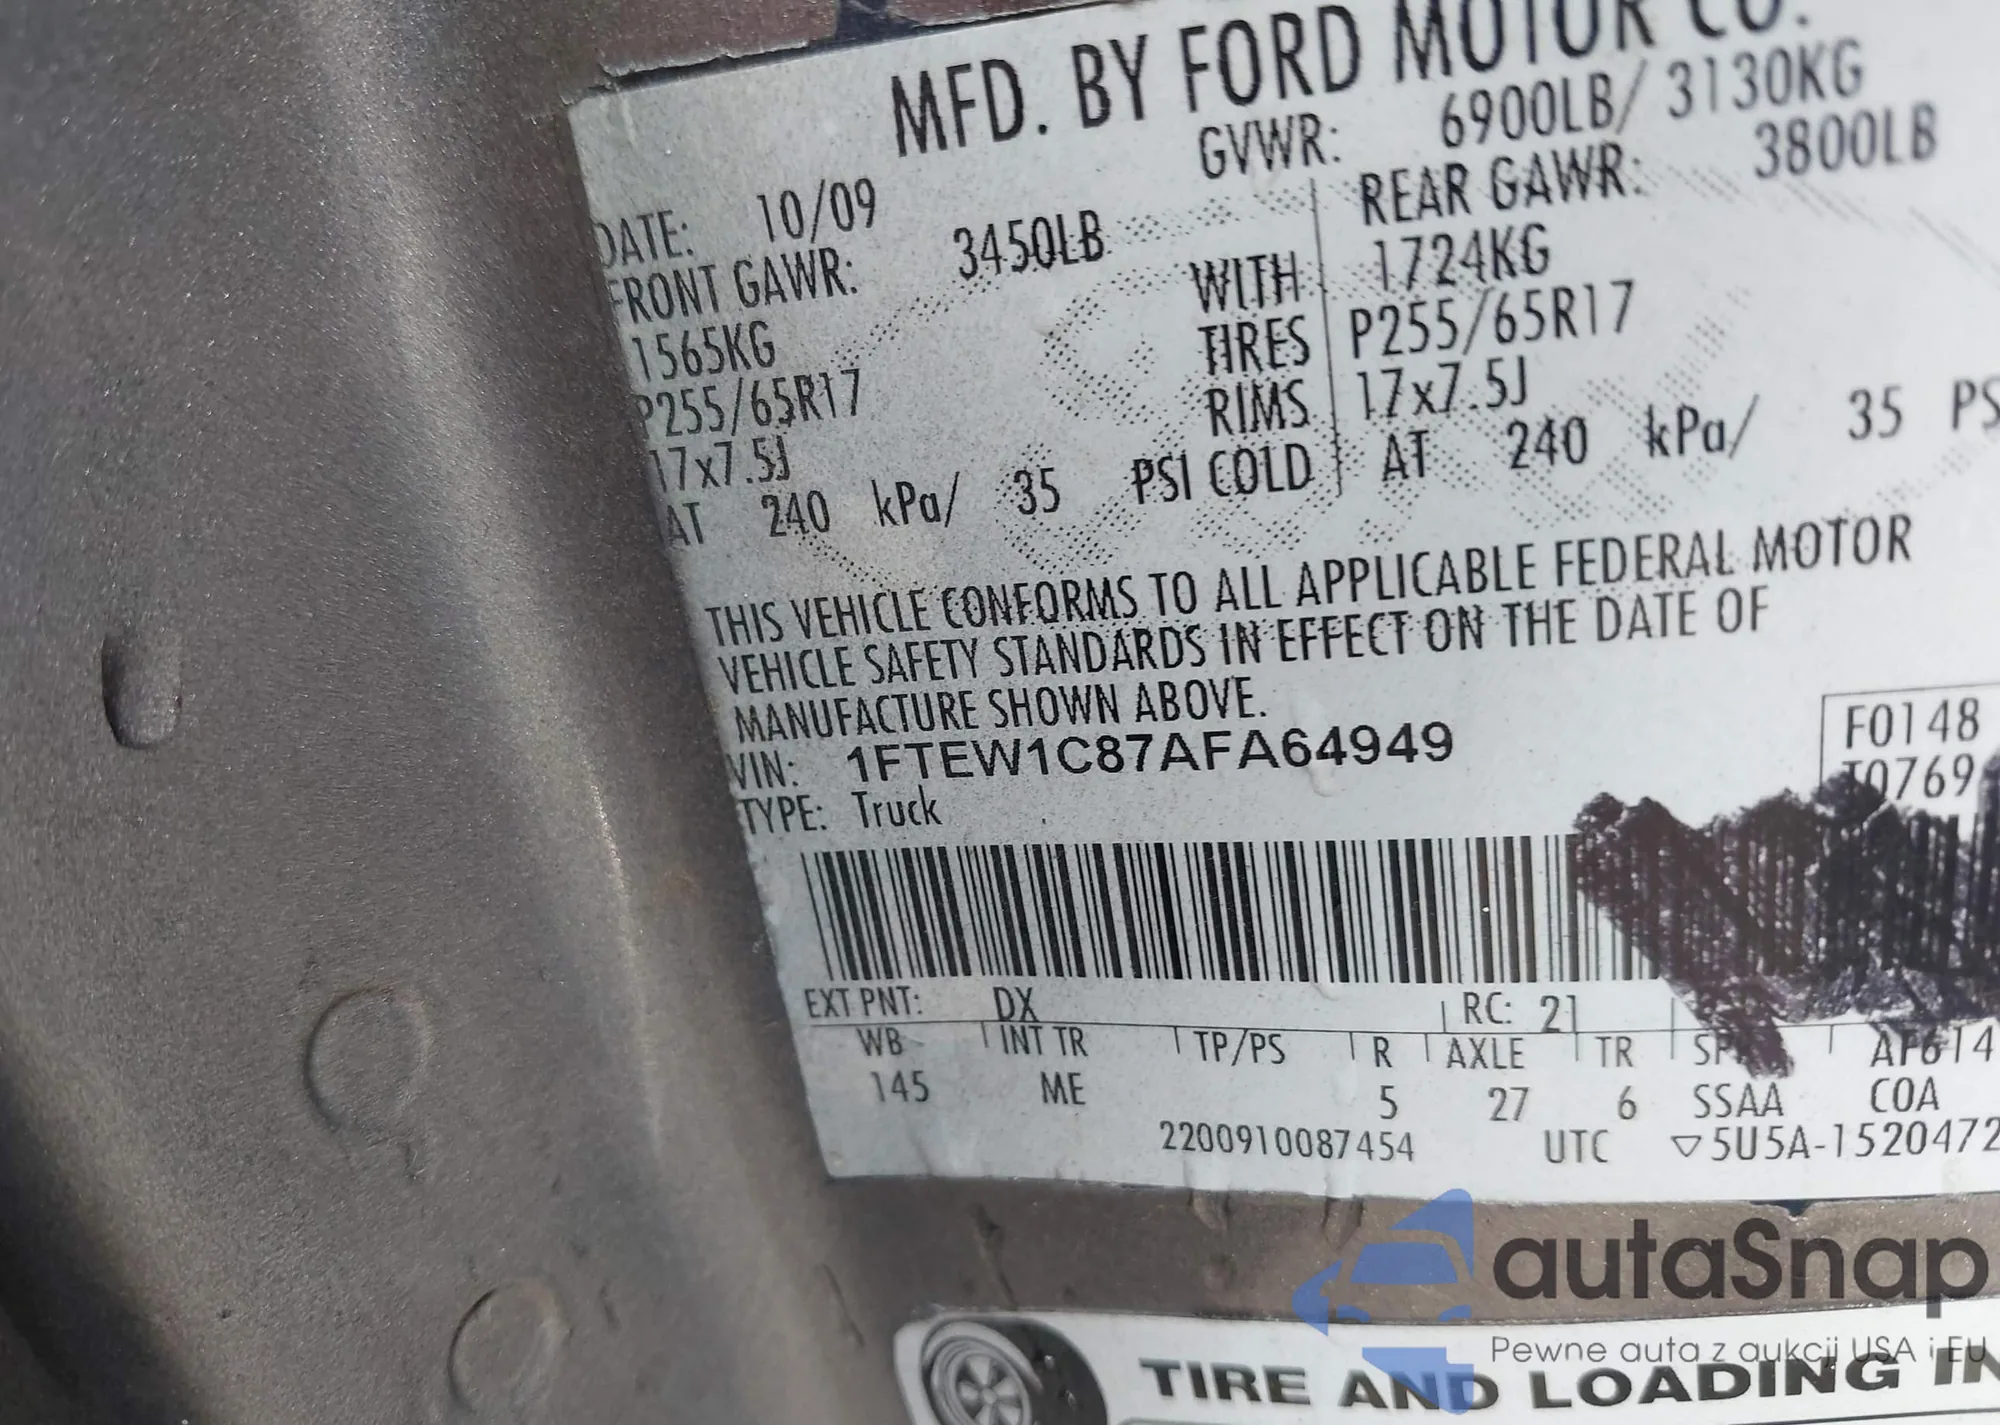 MFD. BY FORD MOTOR CO.
DATE: 10/09 GVWR: 6900LB/ 3130KG
FRONT GAWR: 3450LB REAR GAWR: 3800LB
1565KG WITH 1724KG
P255/65R17 TIRES P255/65R17
17x7.5J RIMS 17x7.5J
AT 240 kPa/ 35 PSI COLD AT 240 kPa/ 35 PS
THIS VEHICLE CONFORMS TO ALL APPLICABLE FEDERAL MOTOR
VEHICLE SAFETY STANDARDS IN EFFECT ON THE DATE OF
MANUFACTURE SHOWN ABOVE.
VIN: 1FTEW1C87AFA64949
TYPE: Truck
F0148
T0769
EXT PNT: DX RC: 21
WB INT TR TP/PS R AXLE TR AF614
145 ME 5 27 6 SSAA COA
2200910087454 UTC ▽5U5A-1520472
autaSnap
Pewne auta z aukcji USA i EU
TIRE AND LOADING IN